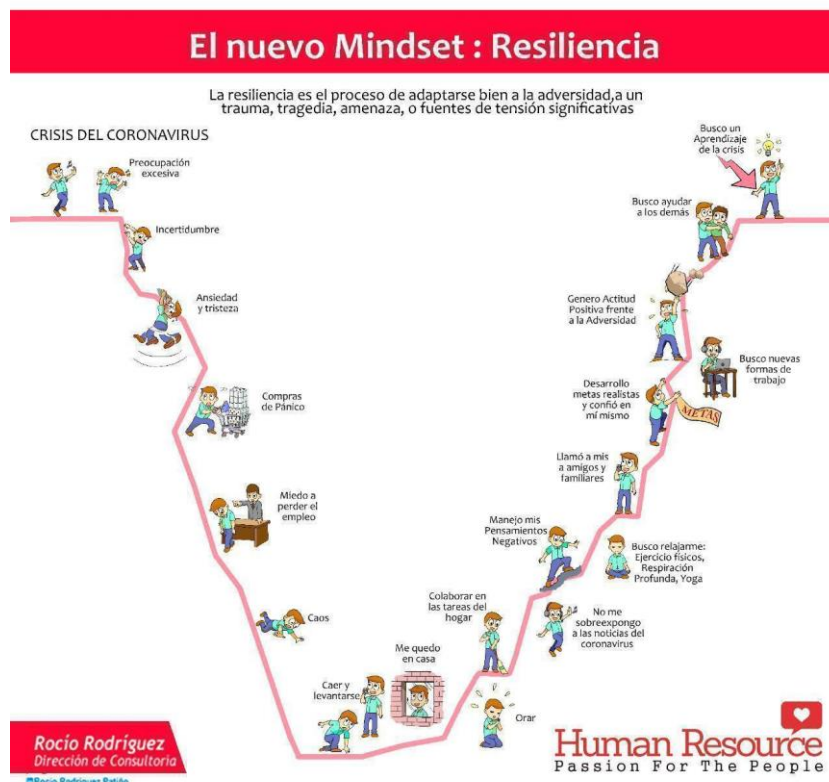 El nuevo Mindset : Resiliencia
La resiliencia es el proceso de adaptarse bien a la adversidad,a un
trauma, tragedia, amenaza, o fuentes de tensión significativas
CRISIS DEL CORONAVIRUS
Preocupación
excesiva
Incertidumbre
Ansiedad
y tristeza
Compras
de Pánico
Miedo a
perder el
empleo
Caos
Caer y
levantarse
Me quedo
en casa
Orar
Colaborar en
las tareas del
hogar
No me
sobreexpongo
a las noticias del
coronavirus
Manejo mis
Pensamientos
Negativos
Busco relajarme:
Ejercicio físicos,
Respiración
Profunda, Yoga
Llamó a mis
a amigos y
familiares
Desarrollo
metas realistas
y confió en
mí mismo
METAS
Busco nuevas
formas de
trabajo
Genero Actitud
Positiva frente
a la Adversidad
Busco ayudar
a los demás
Busco un
Aprendizaje
de la crisis
Rocío Rodríguez
Dirección de Consultoria
Rocio Rodriguez Patiño
Human Resource
Passion For The People